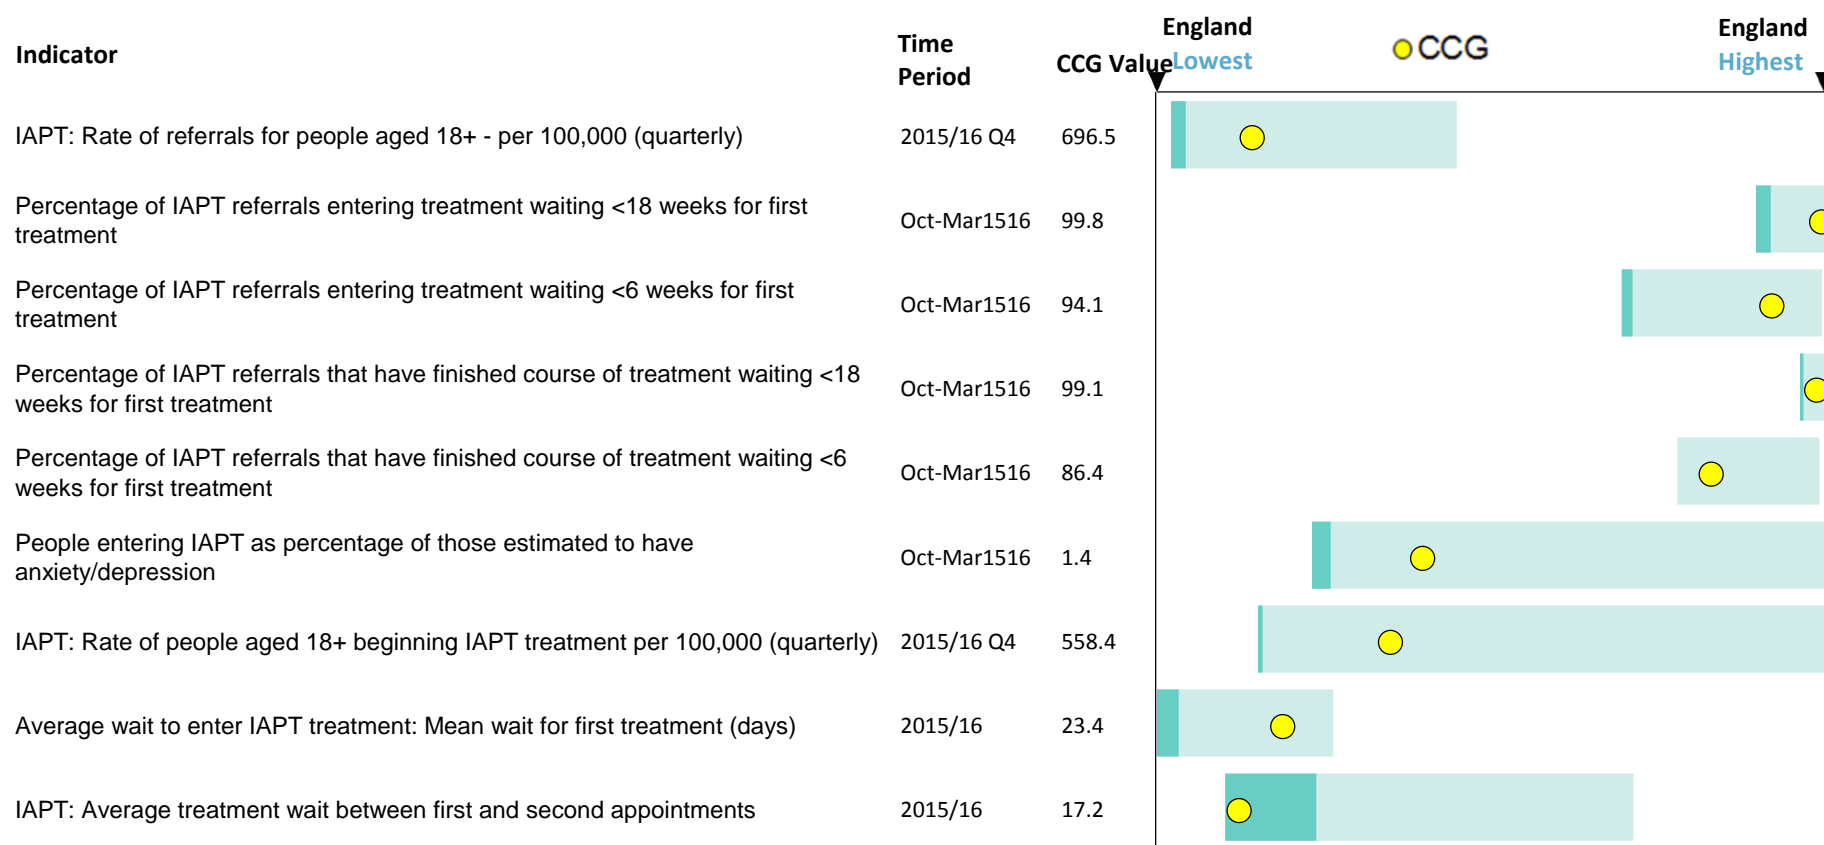 Indicator
Time
Period
CCG Value
England
Lowest
CCG
England
Highest
IAPT: Rate of referrals for people aged 18+ - per 100,000 (quarterly) 2015/16 Q4 696.5
Percentage of IAPT referrals entering treatment waiting <18 weeks for first
treatment
Oct-Mar1516 99.8
Percentage of IAPT referrals entering treatment waiting <6 weeks for first
treatment
Oct-Mar1516 94.1
Percentage of IAPT referrals that have finished course of treatment waiting <18
weeks for first treatment
Oct-Mar1516 99.1
Percentage of IAPT referrals that have finished course of treatment waiting <6
weeks for first treatment
Oct-Mar1516 86.4
People entering IAPT as percentage of those estimated to have
anxiety/depression
Oct-Mar1516 1.4
IAPT: Rate of people aged 18+ beginning IAPT treatment per 100,000 (quarterly) 2015/16 Q4 558.4
Average wait to enter IAPT treatment: Mean wait for first treatment (days) 2015/16 23.4
IAPT: Average treatment wait between first and second appointments 2015/16 17.2